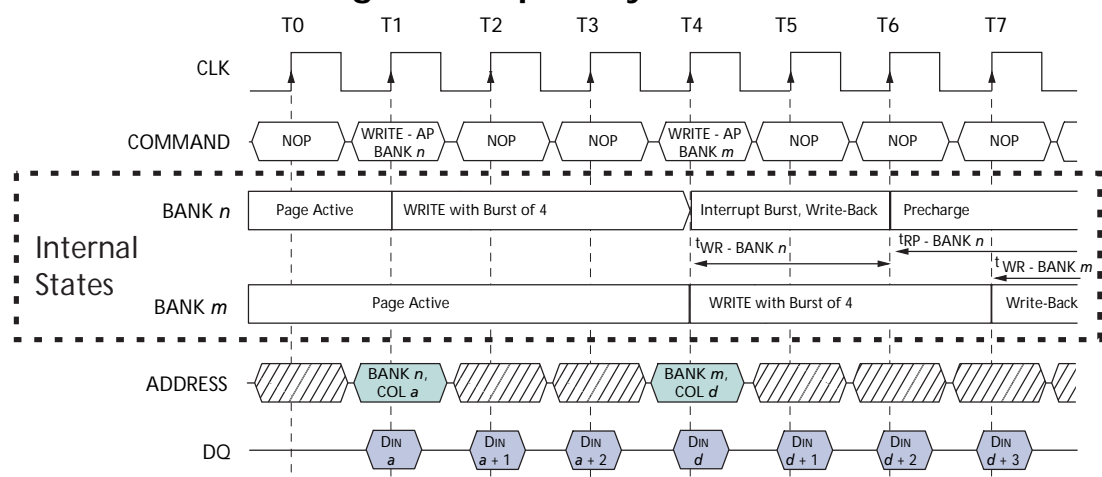 T0 T1 T2 T3 T4 T5 T6 T7
CLK
COMMAND NOP WRITE - AP BANK n NOP NOP WRITE - AP BANK m NOP NOP NOP
BANK n Page Active WRITE with Burst of 4 Interrupt Burst, Write-Back Precharge
Internal States
tWR - BANK n tRP - BANK n
t WR - BANK m
BANK m Page Active WRITE with Burst of 4 Write-Back
ADDRESS BANK n, COL a BANK m, COL d
DQ DIN a DIN a + 1 DIN a + 2 DIN d DIN d + 1 DIN d + 2 DIN d + 3